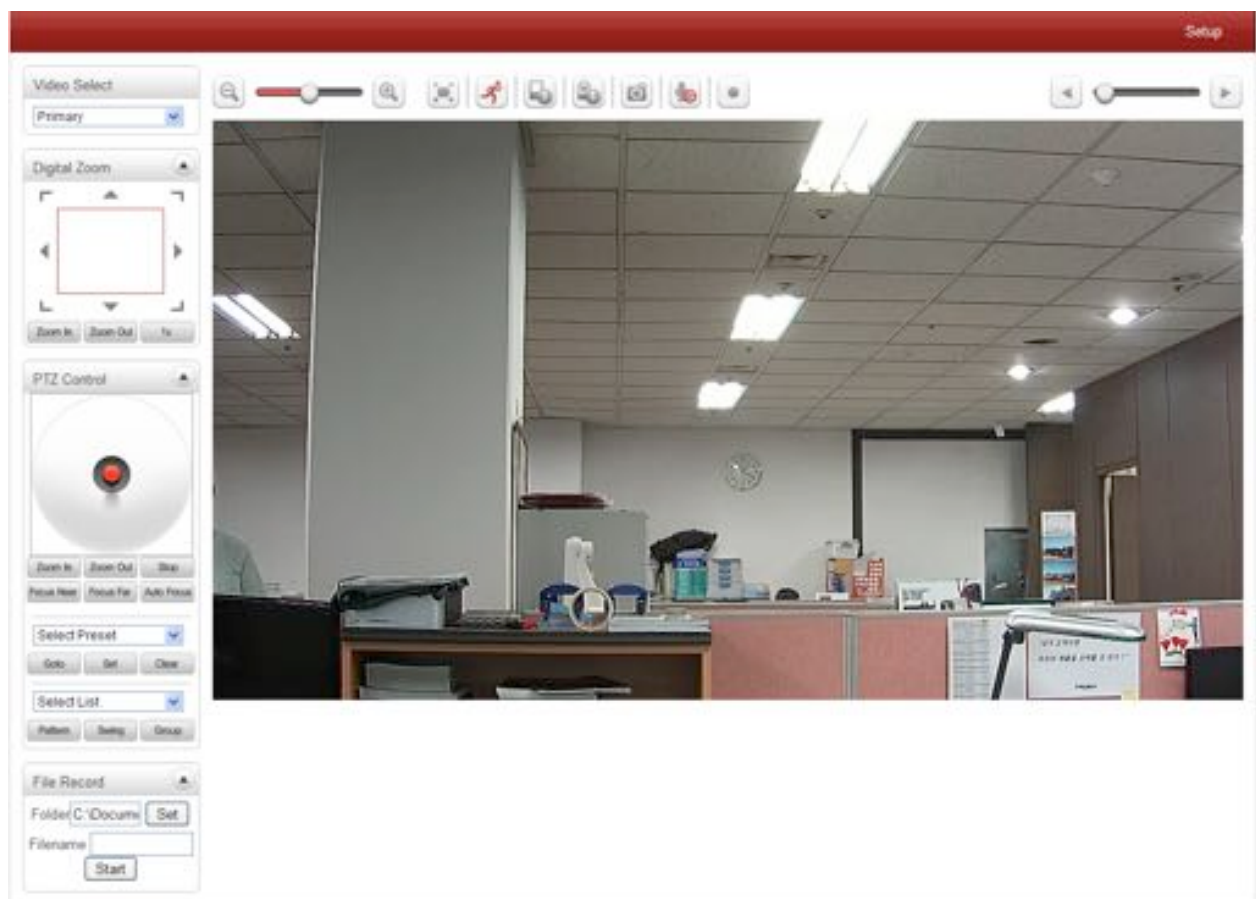 Setup
Video Select
Primary
Digital Zoom
Zoom In Zoom Out 1x
PTZ Control
Zoom In Zoom Out Stop
Focus Near Focus Far Auto Focus
Select Preset
Goto Set Clear
Select List
Pattern Swing Group
File Record
Folder C:\Docume Set
Filename
Start